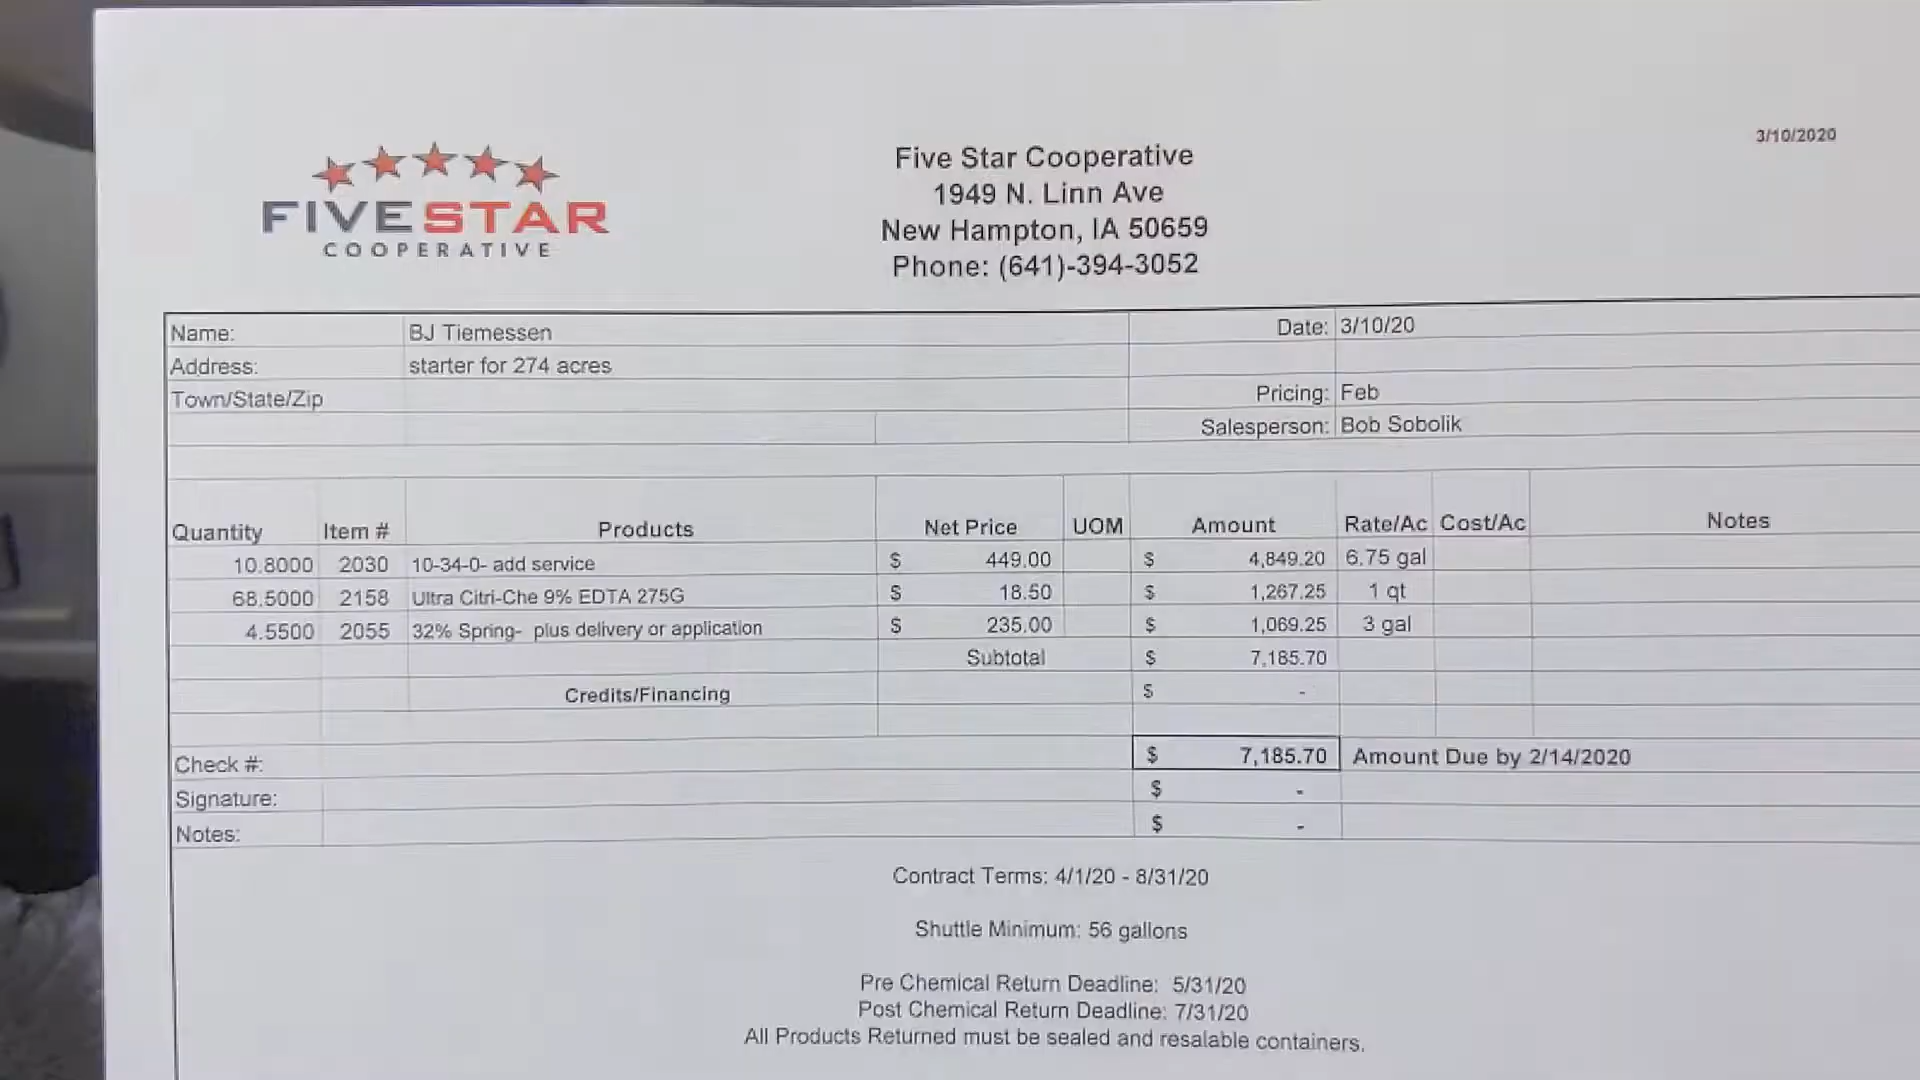 3/10/2020
FIVESTAR
COOPERATIVE
Five Star Cooperative
1949 N. Linn Ave
New Hampton, IA 50659
Phone: (641)-394-3052
Name: BJ Tiemessen Date: 3/10/20
Address: starter for 274 acres
Town/State/Zip Pricing: Feb
Salesperson: Bob Sobolik
Quantity Item # Products Net Price UOM Amount Rate/Ac Cost/Ac Notes
10.8000 2030 10-34-0- add service $ 449.00 $ 4,849.20 6.75 gal
68.5000 2158 Ultra Citri-Che 9% EDTA 275G $ 18.50 $ 1,267.25 1 qt
4.5500 2055 32% Spring- plus delivery or application $ 235.00 $ 1,069.25 3 gal
Subtotal $ 7,185.70
Credits/Financing $ -
Check #: $ 7,185.70 Amount Due by 2/14/2020
Signature: $ -
Notes: $ -
Contract Terms: 4/1/20 - 8/31/20
Shuttle Minimum: 56 gallons
Pre Chemical Return Deadline: 5/31/20
Post Chemical Return Deadline: 7/31/20
All Products Returned must be sealed and resalable containers.